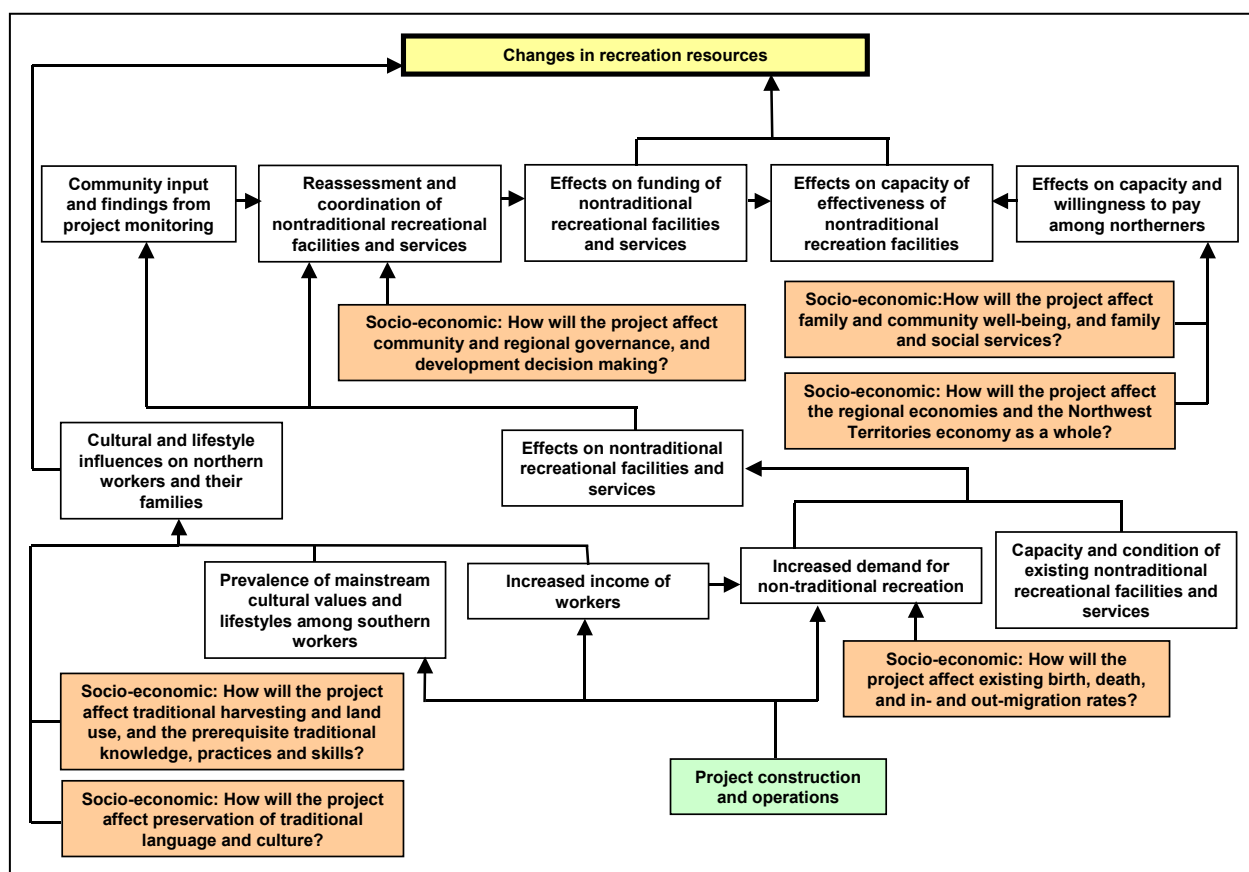 Changes in recreation resources
Community input
and findings from
project monitoring
Reassessment and
coordination of
nontraditional recreational
facilities and services
Effects on funding of
nontraditional
recreational facilities
and services
Effects on capacity of
effectiveness of
nontraditional
recreation facilities
Effects on capacity and
willingness to pay
among northerners
Socio-economic: How will the project affect
community and regional governance, and
development decision making?
Socio-economic:How will the project affect
family and community well-being, and family
and social services?
Socio-economic: How will the project affect
the regional economies and the Northwest
Territories economy as a whole?
Cultural and lifestyle
influences on northern
workers and their
families
Effects on nontraditional
recreational facilities and
services
Prevalence of mainstream
cultural values and
lifestyles among southern
workers
Increased income of
workers
Increased demand for
non-traditional recreation
Capacity and condition of
existing nontraditional
recreational facilities and
services
Socio-economic: How will the
project affect existing birth, death,
and in- and out-migration rates?
Socio-economic: How will the project
affect traditional harvesting and land
use, and the prerequisite traditional
knowledge, practices and skills?
Project construction
and operations
Socio-economic: How will the project
affect preservation of traditional
language and culture?